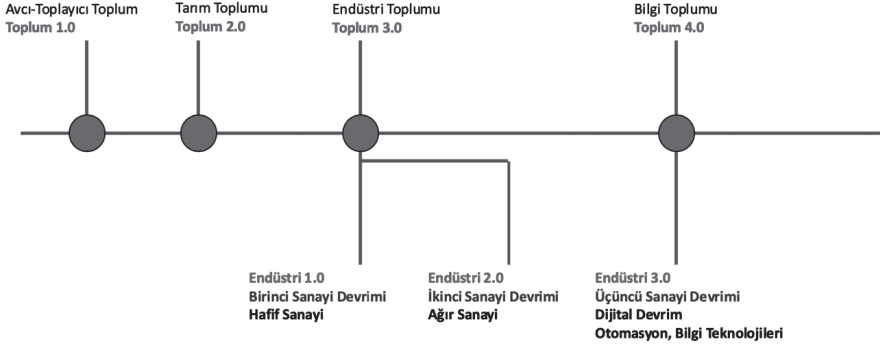 Avcı-Toplayıcı Toplum
Toplum 1.0
Tarım Toplumu
Toplum 2.0
Endüstri Toplumu
Toplum 3.0
Bilgi Toplumu
Toplum 4.0
Endüstri 1.0
Birinci Sanayi Devrimi
Hafif Sanayi
Endüstri 2.0
İkinci Sanayi Devrimi
Ağır Sanayi
Endüstri 3.0
Üçüncü Sanayi Devrimi
Dijital Devrim
Otomasyon, Bilgi Teknolojileri